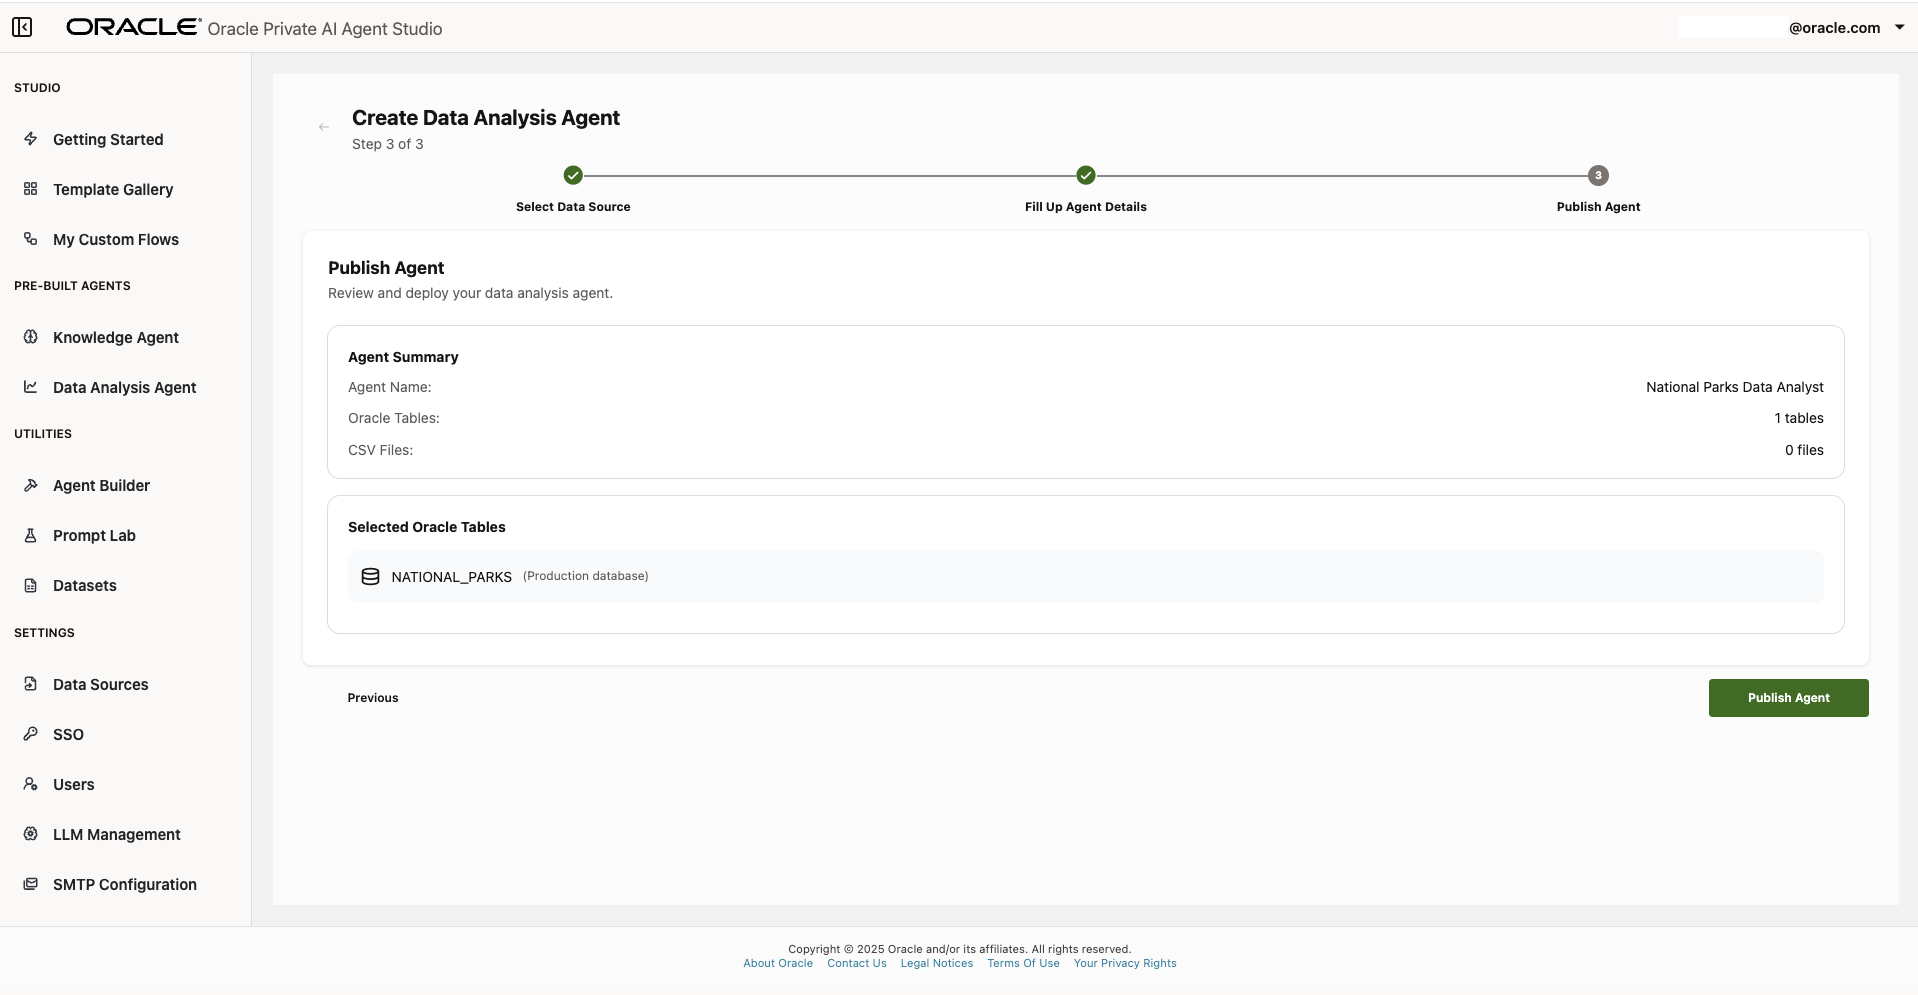 ORACLE Oracle Private AI Agent Studio
@oracle.com
STUDIO
Getting Started
Template Gallery
My Custom Flows
PRE-BUILT AGENTS
Knowledge Agent
Data Analysis Agent
UTILITIES
Agent Builder
Prompt Lab
Datasets
SETTINGS
Data Sources
SSO
Users
LLM Management
SMTP Configuration
Create Data Analysis Agent
Step 3 of 3
3
Select Data Source
Fill Up Agent Details
Publish Agent
Publish Agent
Review and deploy your data analysis agent.
Agent Summary
Agent Name: National Parks Data Analyst
Oracle Tables: 1 tables
CSV Files: 0 files
Selected Oracle Tables
NATIONAL_PARKS (Production database)
Previous
Publish Agent
Copyright © 2025 Oracle and/or its affiliates. All rights reserved.
About Oracle Contact Us Legal Notices Terms Of Use Your Privacy Rights